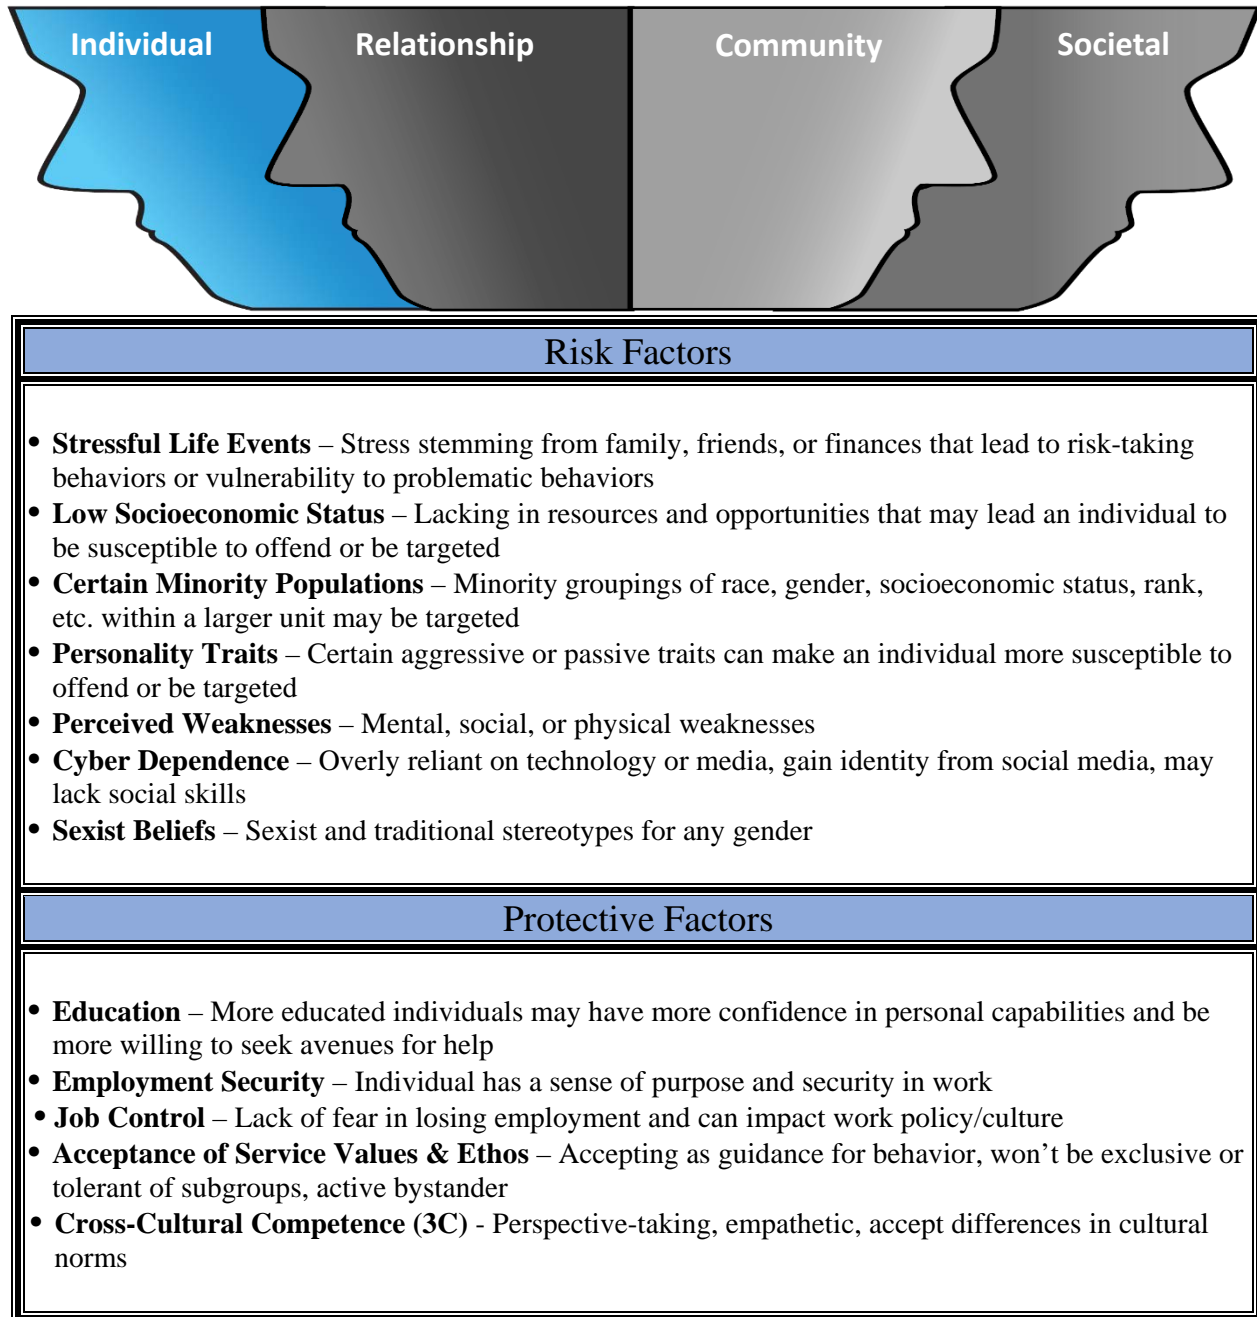 Individual Relationship Community Societal
Risk Factors
• Stressful Life Events – Stress stemming from family, friends, or finances that lead to risk-taking
behaviors or vulnerability to problematic behaviors
• Low Socioeconomic Status – Lacking in resources and opportunities that may lead an individual to
be susceptible to offend or be targeted
• Certain Minority Populations – Minority groupings of race, gender, socioeconomic status, rank,
etc. within a larger unit may be targeted
• Personality Traits – Certain aggressive or passive traits can make an individual more susceptible to
offend or be targeted
• Perceived Weaknesses – Mental, social, or physical weaknesses
• Cyber Dependence – Overly reliant on technology or media, gain identity from social media, may
lack social skills
• Sexist Beliefs – Sexist and traditional stereotypes for any gender
Protective Factors
• Education – More educated individuals may have more confidence in personal capabilities and be
more willing to seek avenues for help
• Employment Security – Individual has a sense of purpose and security in work
• Job Control – Lack of fear in losing employment and can impact work policy/culture
• Acceptance of Service Values & Ethos – Accepting as guidance for behavior, won’t be exclusive or
tolerant of subgroups, active bystander
• Cross-Cultural Competence (3C) - Perspective-taking, empathetic, accept differences in cultural
norms